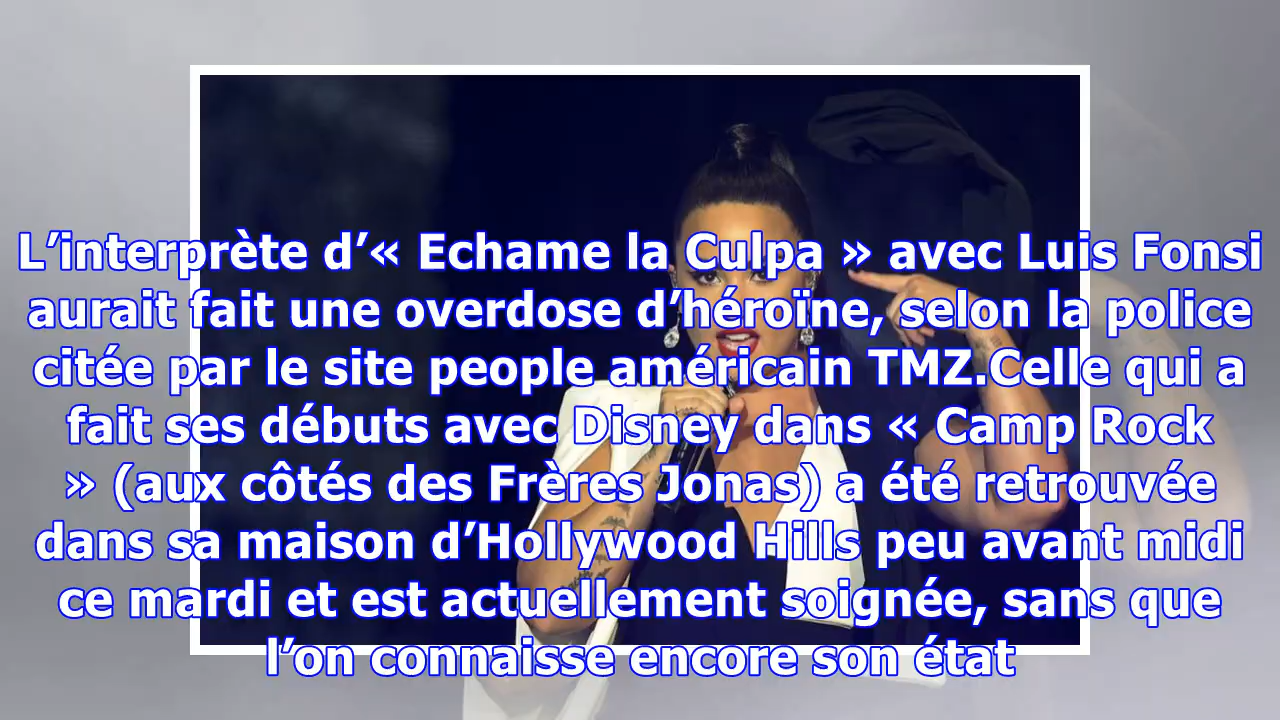 L’interprète d’« Echame la Culpa » avec Luis Fonsi
aurait fait une overdose d’héroïne, selon la police
citée par le site people américain TMZ.Celle qui a
fait ses débuts avec Disney dans « Camp Rock
» (aux côtés des Frères Jonas) a été retrouvée
dans sa maison d’Hollywood Hills peu avant midi
ce mardi et est actuellement soignée, sans que
l’on connaisse encore son état